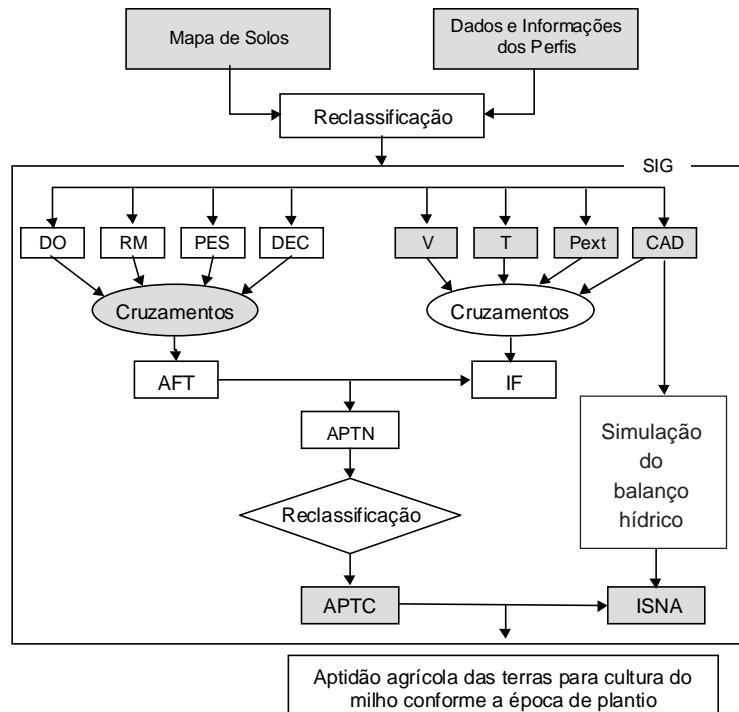 Mapa de Solos
Dados e Informações
dos Perfis
Reclassificação
SIG
DO
RM
PES
DEC
V
T
Pext
CAD
Cruzamentos
Cruzamentos
AFT
IF
APTN
Simulação
do
balanço
hídrico
Reclassificação
APTC
ISNA
Aptidão agrícola das terras para cultura do
milho conforme a época de plantio